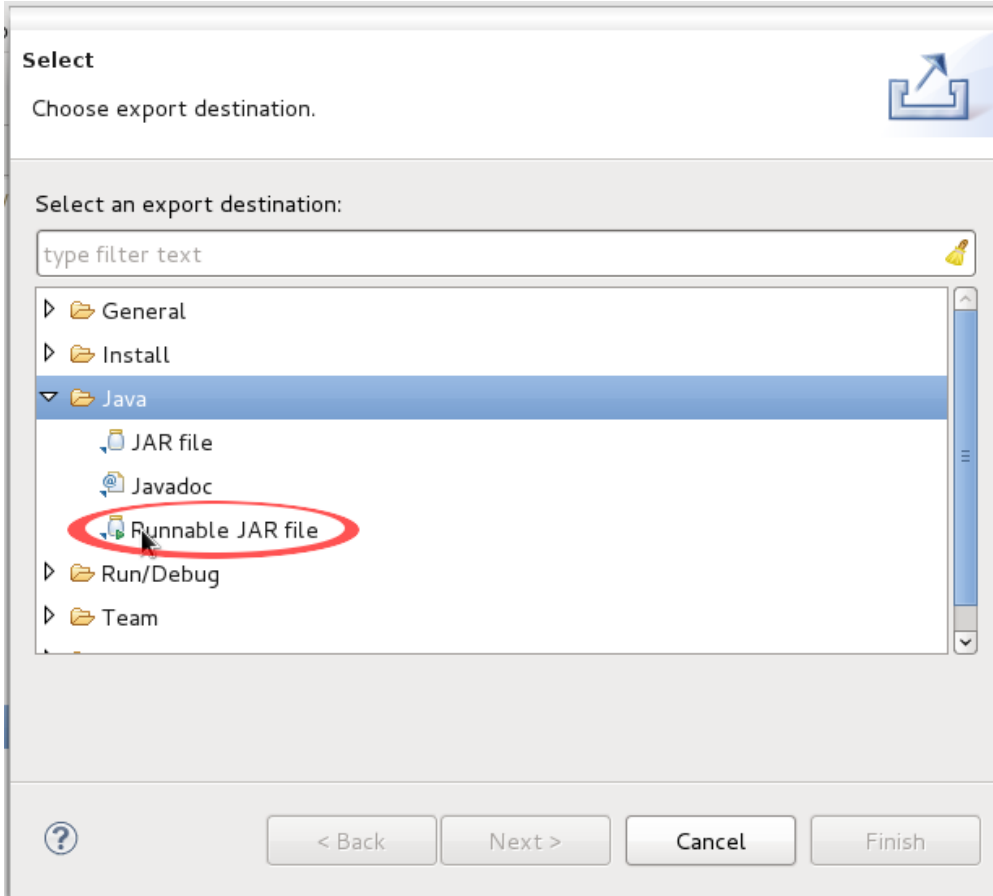 Select
Choose export destination.
Select an export destination:
type filter text
General
Install
Java
JAR file
Javadoc
Runnable JAR file
Run/Debug
Team
< Back
Next >
Cancel
Finish